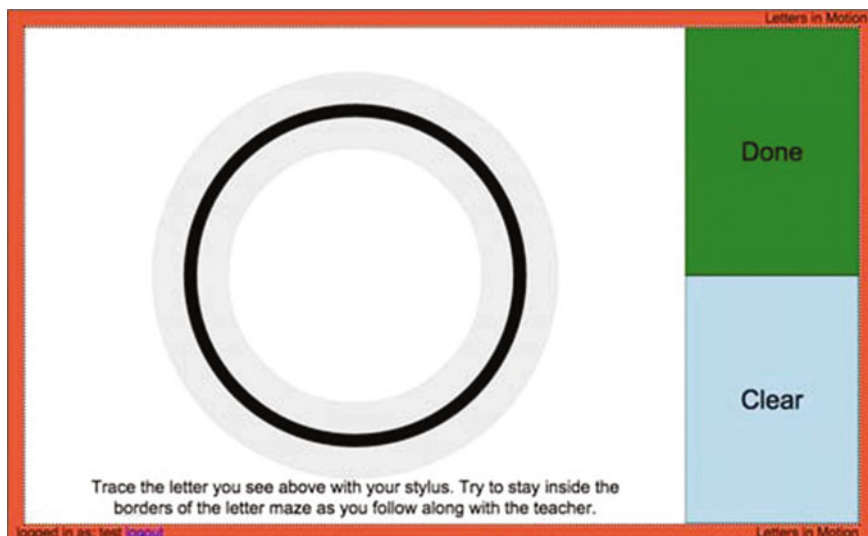 Letters in Motion
Done
Clear
Trace the letter you see above with your stylus. Try to stay inside the
borders of the letter maze as you follow along with the teacher.
logged in as: test logout
Letters in Motion